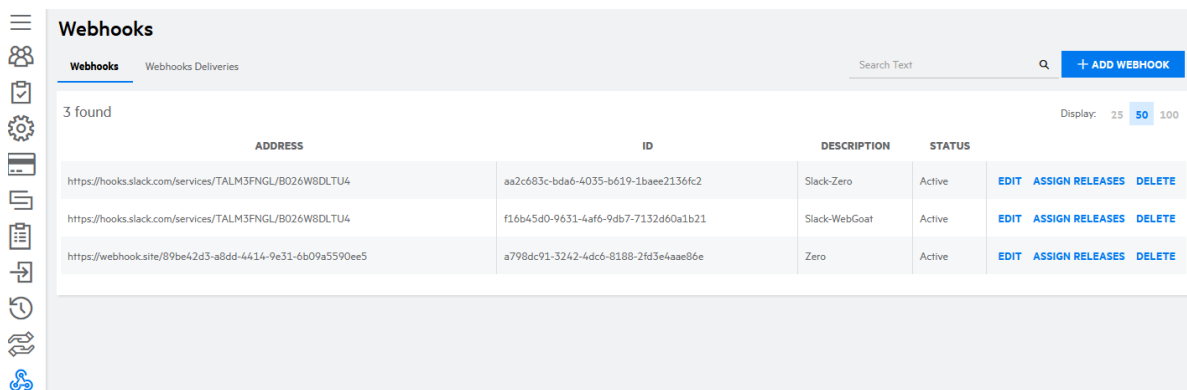 Webhooks
Webhooks Webhooks Deliveries Search Text + ADD WEBHOOK
3 found Display: 25 50 100
ADDRESS ID DESCRIPTION STATUS
https://hooks.slack.com/services/TALM3FNGL/B026W8DLTU4 aa2c683c-bda6-4035-b619-1baee2136fc2 Slack-Zero Active EDIT ASSIGN RELEASES DELETE
https://hooks.slack.com/services/TALM3FNGL/B026W8DLTU4 f16b45d0-9631-4af6-9db7-7132d60a1b21 Slack-WebGoat Active EDIT ASSIGN RELEASES DELETE
https://webhook.site/89be42d3-a8dd-4414-9e31-6b09a5590ee5 a798dc91-3242-4dc6-8188-2fd3e4aae86e Zero Active EDIT ASSIGN RELEASES DELETE